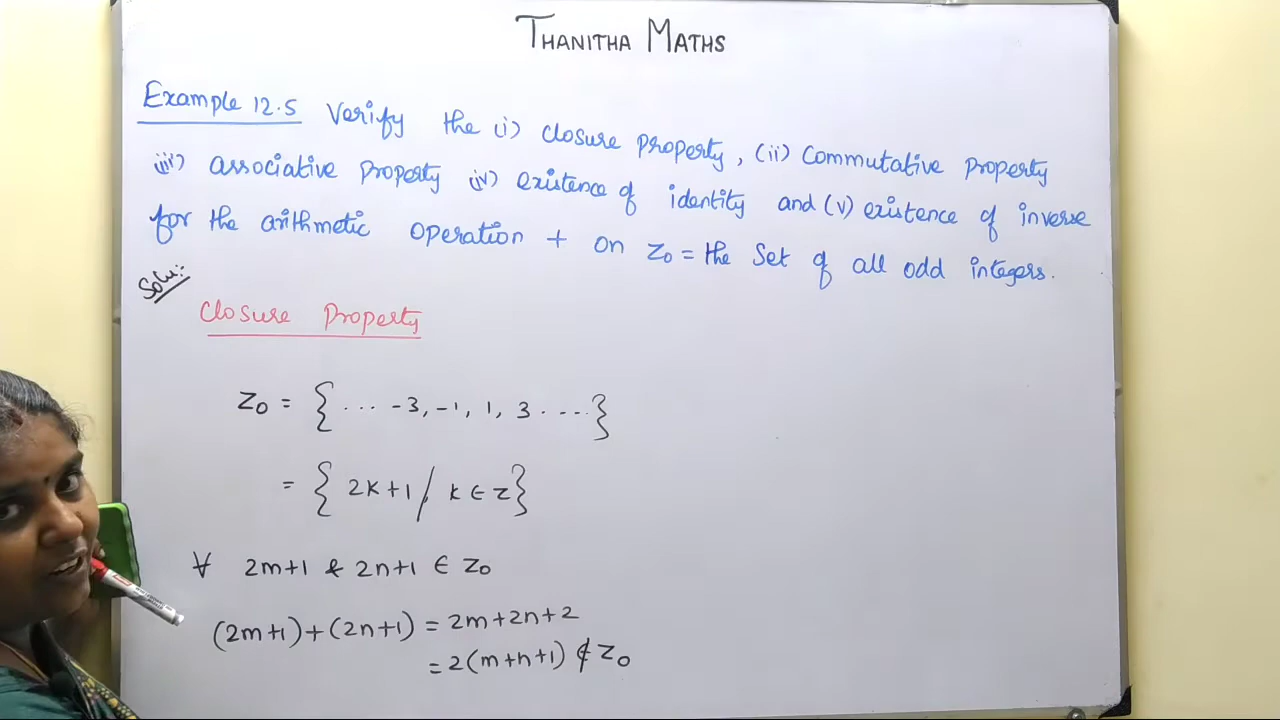 THANITHA MATHS
Example 12.5 Verify the (i) closure property, (ii) Commutative property
(iii) associative property (iv) existence of identity and (v) existence of inverse
for the arithmetic operation + on Z₀ = the set of all odd integers.
Solu:
Closure Property
Z₀ = { ... -3, -1, 1, 3 .... }
= { 2k+1 / k ∈ z }
∀ 2m+1 & 2n+1 ∈ Z₀
(2m+1)+(2n+1) = 2m+2n+2
= 2(m+n+1) ∉ Z₀